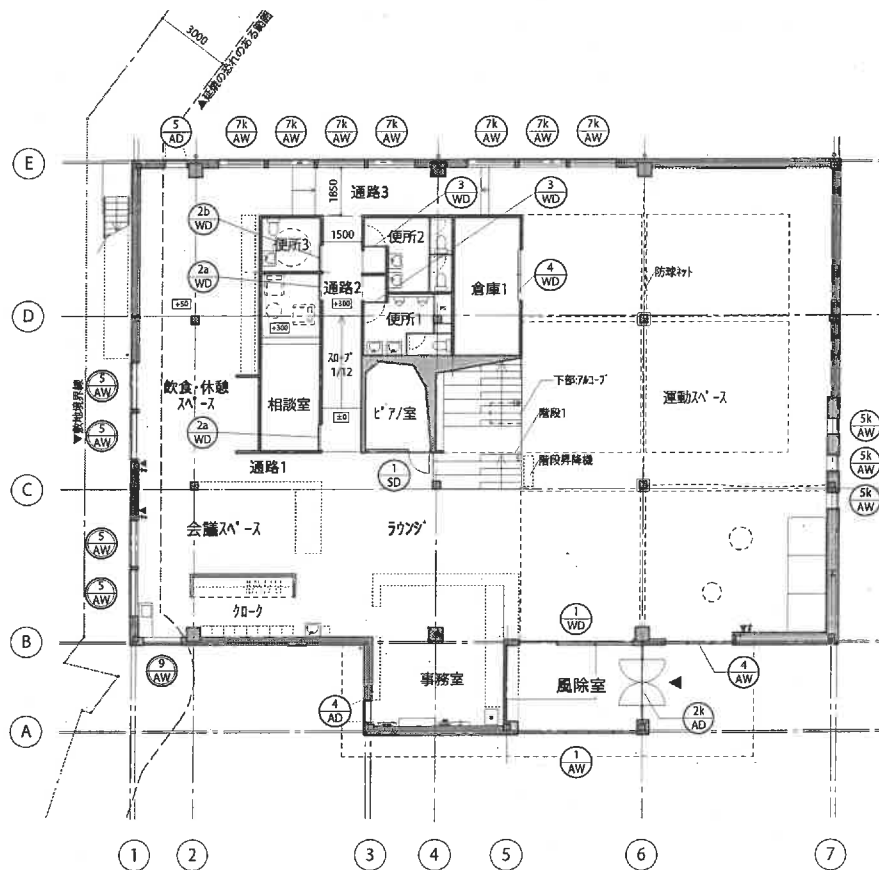 3000
▲延焼の恐れのある範囲
5
AD
7k
AW
7k
AW
7k
AW
7k
AW
7k
AW
7k
AW
7k
AW
E
1850
通路3
3
WD
3
WD
2b
WD
1500
便所3
便所2
2a
WD
通路2
倉庫1
4
WD
防球ネット
+50
+300
+300
D
便所1
PS
スロープ
1/12
飲食・休憩
スペース
相談室
ピアノ室
下部:アルコーブ
階段1
運動スペース
5
AW
5
AW
▼敷地境界線
2a
WD
±0
5k
AW
5k
AW
5k
AW
通路1
1
SD
階段昇降機
C
会議スペース
ラウンジ
5
AW
5
AW
クローク
1
WD
B
9
AW
事務室
風除室
4
AW
4
AD
2k
AD
A
1
AW
1
2
3
4
5
6
7